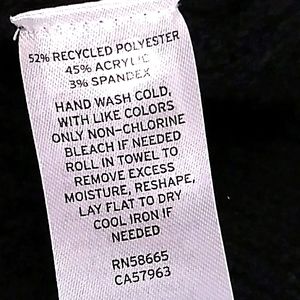 52% RECYCLED POLYESTER
45% ACRYLIC
3% SPANDEX
HAND WASH COLD,
WITH LIKE COLORS
ONLY NON-CHLORINE
BLEACH IF NEEDED
ROLL IN TOWEL TO
REMOVE EXCESS
MOISTURE, RESHAPE,
LAY FLAT TO DRY
COOL IRON IF
NEEDED
RN58665
CA57963